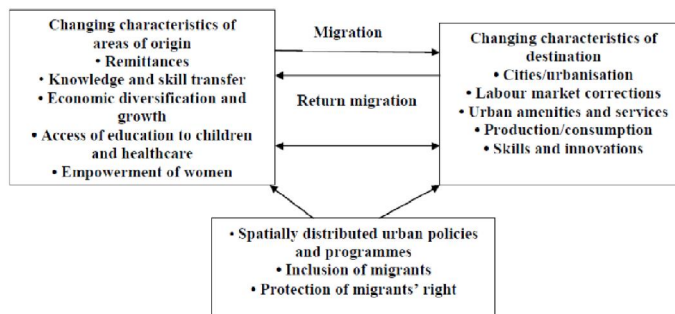 Changing characteristics of
areas of origin
• Remittances
• Knowledge and skill transfer
• Economic diversification and
growth
• Access of education to children
and healthcare
• Empowerment of women
Migration
Return migration
Changing characteristics of
destination
• Cities/urbanisation
• Labour market corrections
• Urban amenities and services
• Production/consumption
• Skills and innovations
• Spatially distributed urban policies
and programmes
• Inclusion of migrants
• Protection of migrants’ right